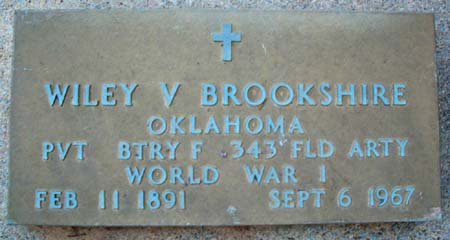 WILEY V BROOKSHIRE
OKLAHOMA
PVT BTRY F 343 FLD ARTY
WORLD WAR I
FEB 11 1891 SEPT 6 1967